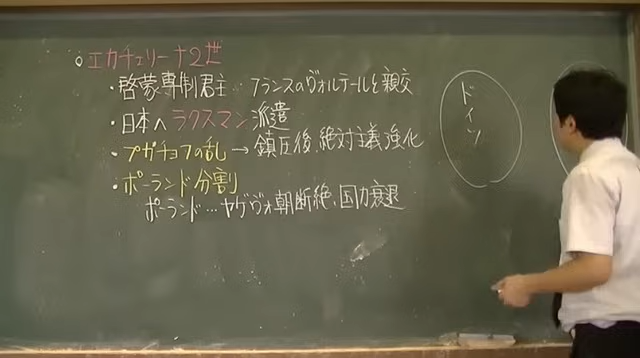 ○エカチェリーナ2世
・啓蒙専制君主…フランスのヴォルテールと親交
・日本へラクスマン派遣
・プガチョフの乱→鎮圧後、絶対主義強化
・ポーランド分割
ポーランド…ヤゲヴォ朝断絶、国力衰退
ドイツ